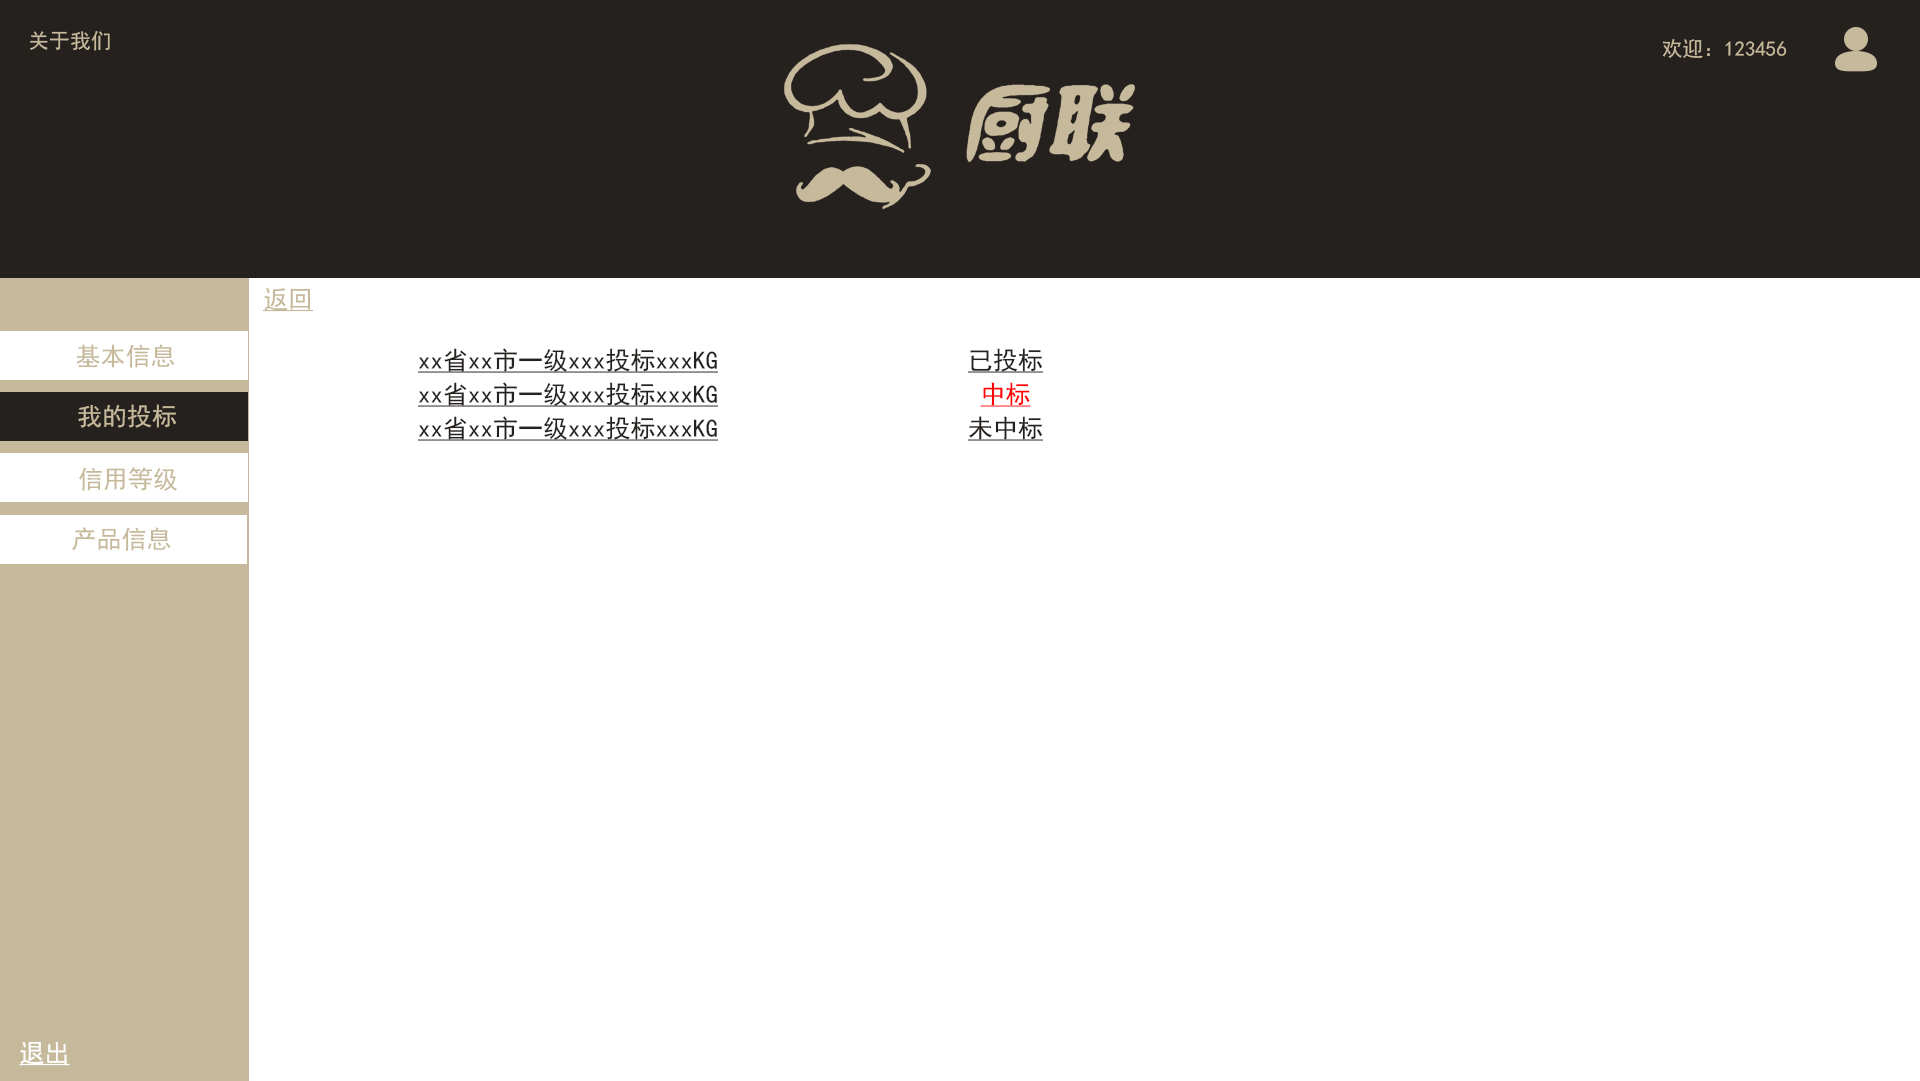 关于我们
欢迎：123456
厨联
返回
基本信息
我的投标
信用等级
产品信息
xx省xx市一级xxx投标xxxKG 已投标
xx省xx市一级xxx投标xxxKG 中标
xx省xx市一级xxx投标xxxKG 未中标
退出